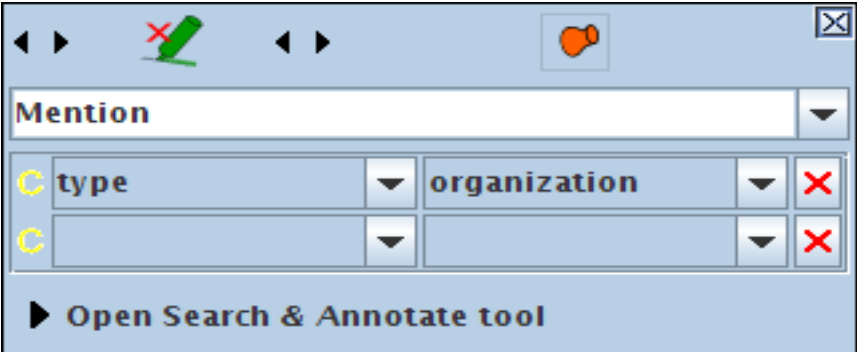 Mention
C type organization
C
Open Search & Annotate tool